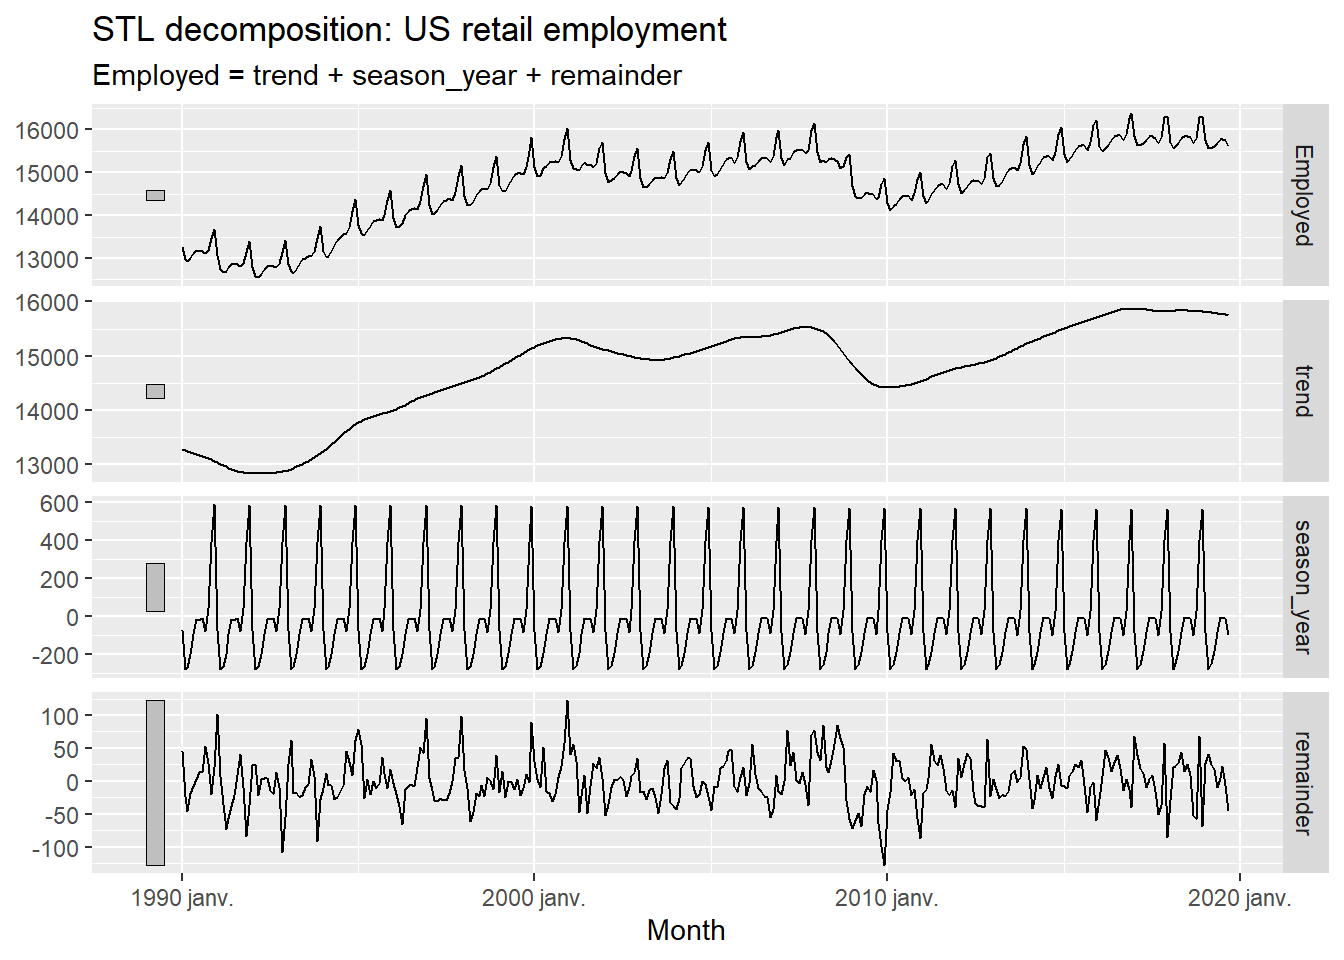 STL decomposition: US retail employment
Employed = trend + season_year + remainder
16000
15000
14000
13000
Employed
16000
15000
14000
13000
trend
600
400
200
0
-200
season_year
100
50
0
-50
-100
remainder
1990 janv. 2000 janv. 2010 janv. 2020 janv.
Month